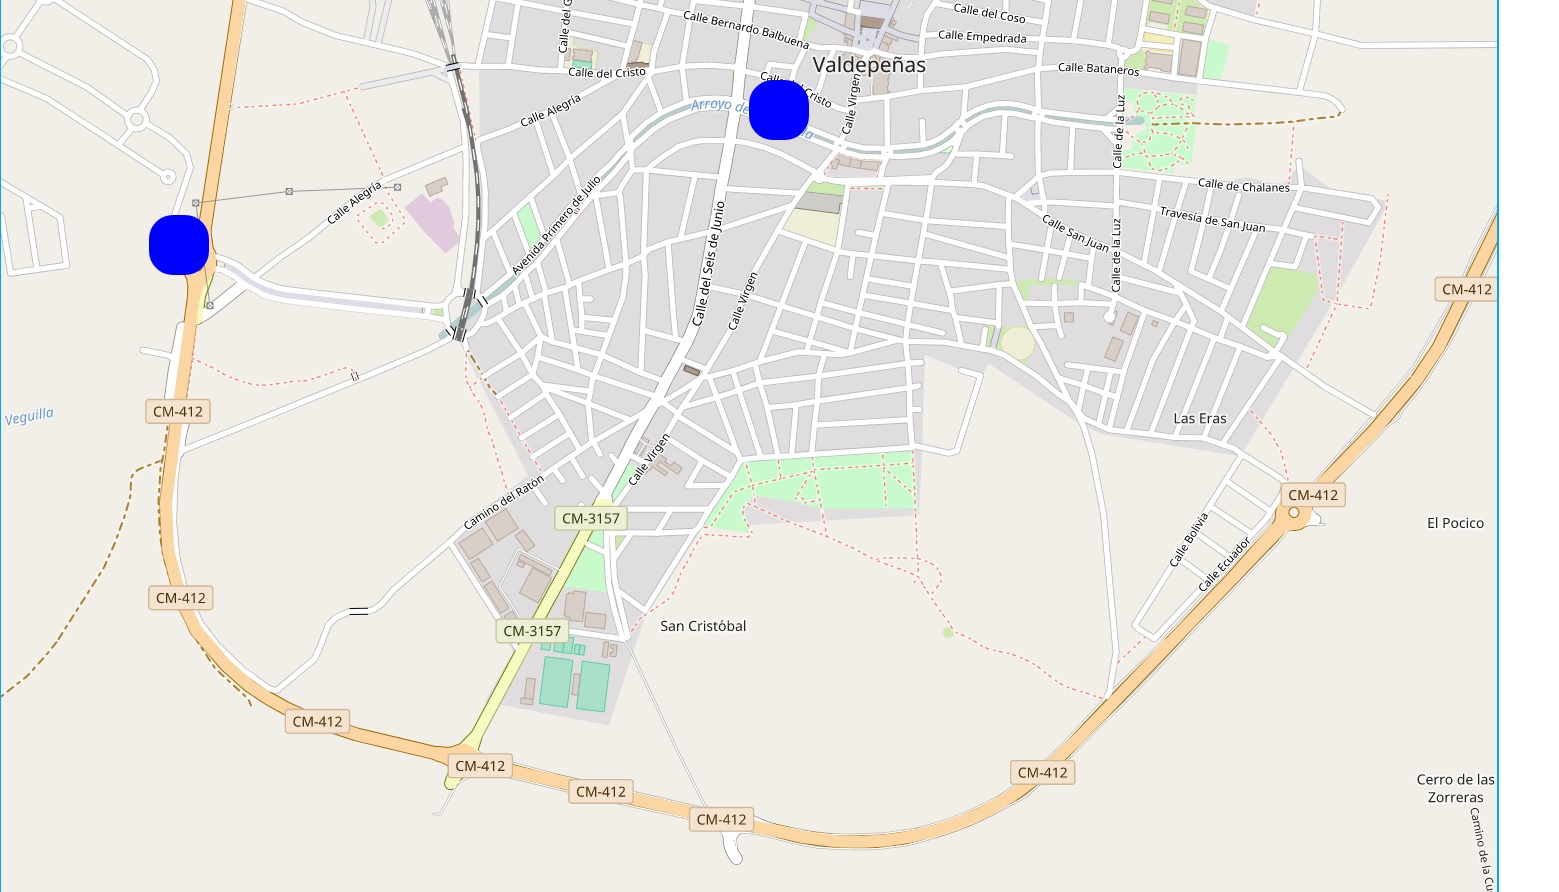 Calle del Coso
Calle del G
Calle Bernardo Balbuena
Calle Empedrada
Valdepeñas
Calle del Cristo
Calle Bataneros
Calle del Cristo
Calle Virgen
Calle Alegría
Arroyo de
Calle de la Luz
Calle Alegría
Calle de Chalanes
Travesía de San Juan
Avenida Primero de Julio
Calle San Juan
Calle del Seis de Junio
Calle de la Luz
Calle Virgen
CM-412
CM-412
Veguilla
Las Eras
Calle Virgen
Camino del Ratón
CM-412
CM-3157
El Pocico
Calle Bolivia
Calle Ecuador
CM-412
San Cristóbal
CM-3157
CM-412
CM-412
CM-412
CM-412
CM-412
Cerro de las
Zorreras
Camino de la Cu